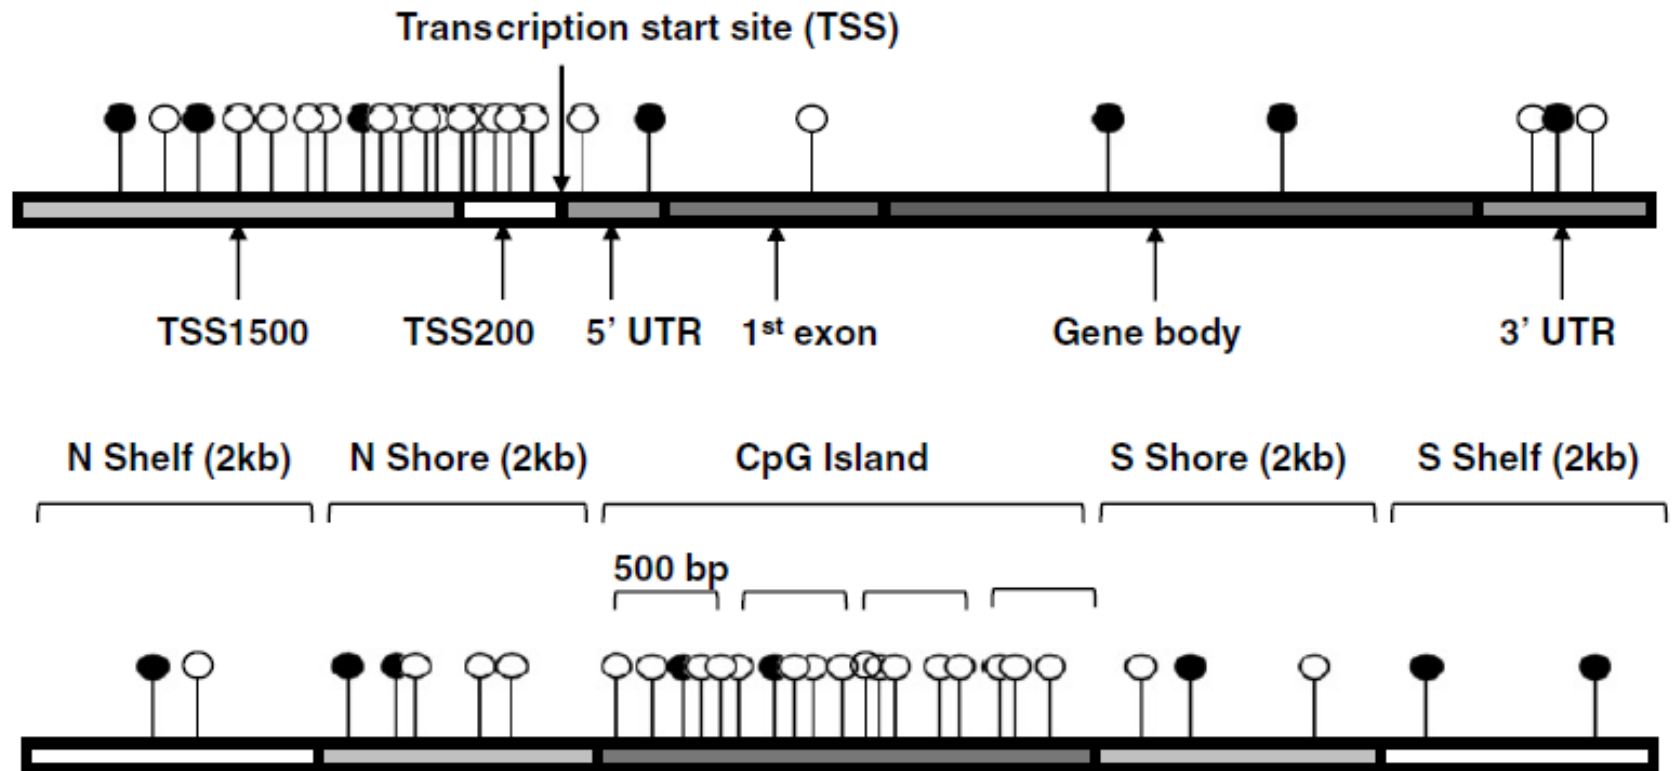 Transcription start site (TSS)
TSS1500 TSS200 5’ UTR 1st exon Gene body 3’ UTR
N Shelf (2kb) N Shore (2kb) CpG Island S Shore (2kb) S Shelf (2kb)
500 bp